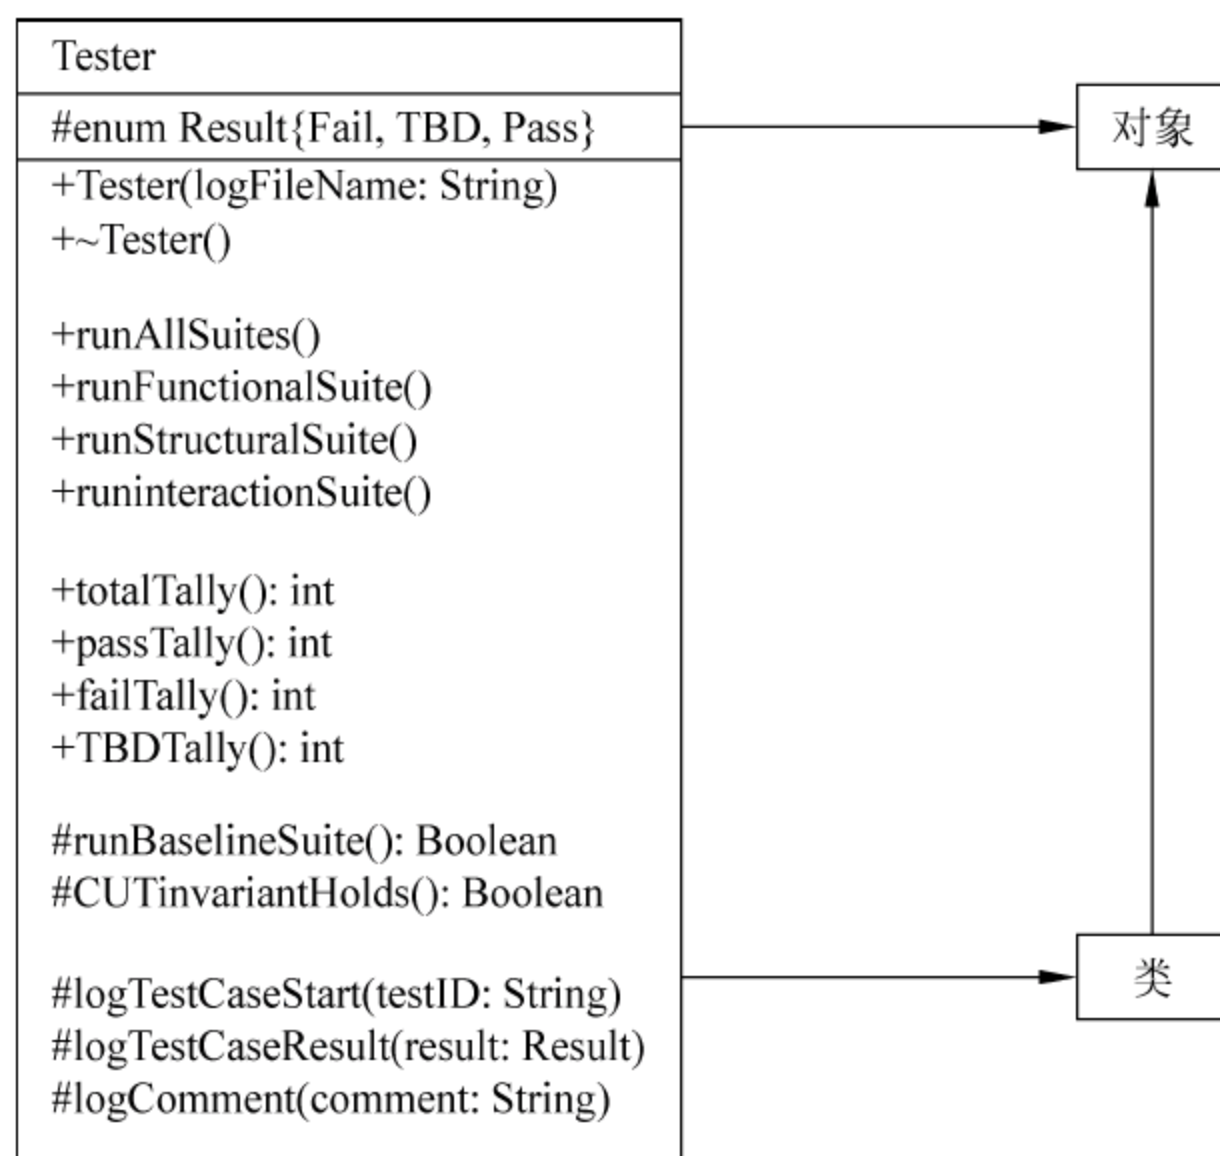 Tester
#enum Result{Fail, TBD, Pass}
+Tester(logFileName: String)
+~Tester()
+runAllSuites()
+runFunctionalSuite()
+runStructuralSuite()
+runinteractionSuite()
+totalTally(): int
+passTally(): int
+failTally(): int
+TBDTally(): int
#runBaselineSuite(): Boolean
#CUTinvariantHolds(): Boolean
#logTestCaseStart(testID: String)
#logTestCaseResult(result: Result)
#logComment(comment: String)
对象
类